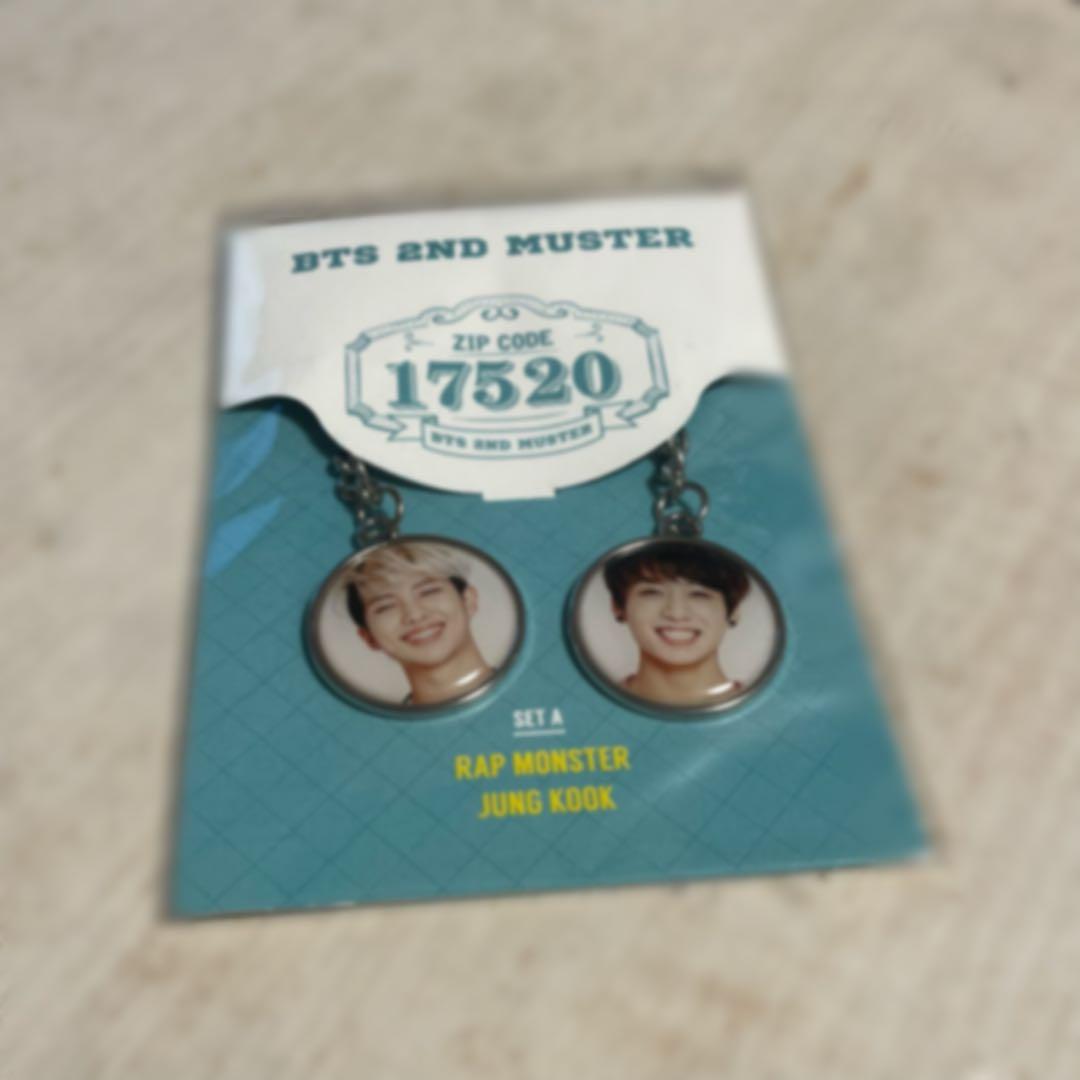 BTS 2ND MUSTER
ZIP CODE
17520
BTS 2ND MUSTER
SET A
RAP MONSTER
JUNG KOOK